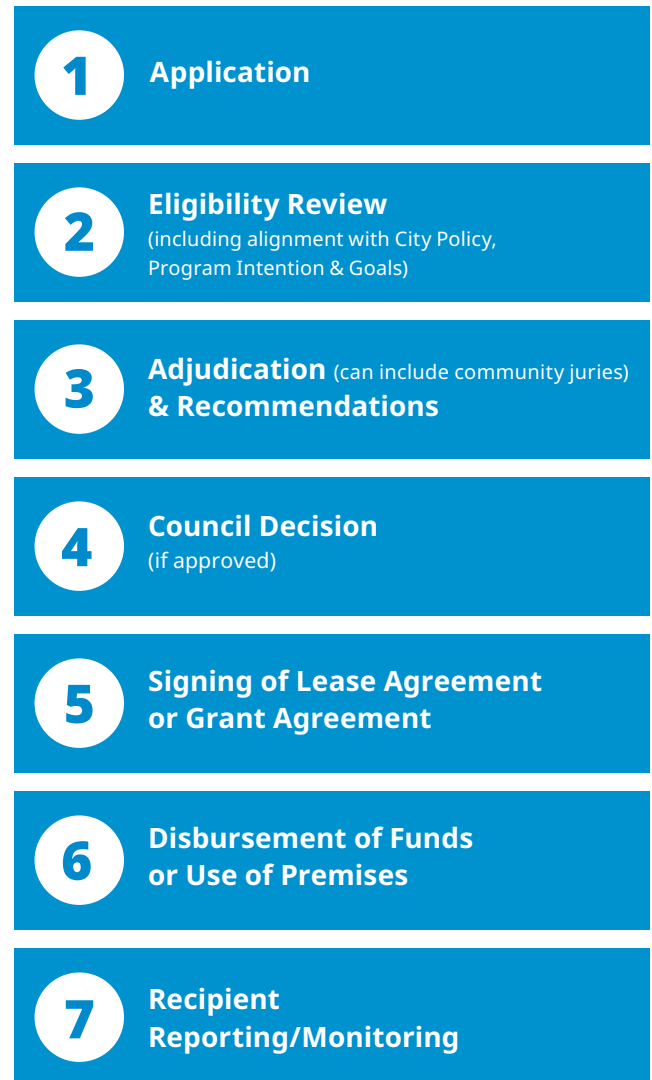 1
Application
2
Eligibility Review
(including alignment with City Policy,
Program Intention & Goals)
3
Adjudication (can include community juries)
& Recommendations
4
Council Decision
(if approved)
5
Signing of Lease Agreement
or Grant Agreement
6
Disbursement of Funds
or Use of Premises
7
Recipient
Reporting/Monitoring